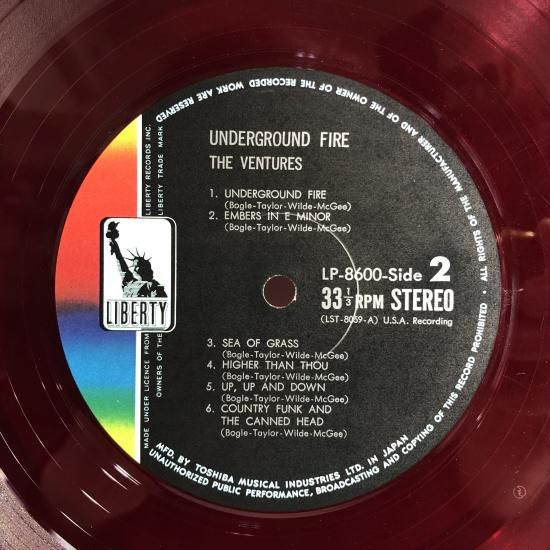 UNDERGROUND FIRE
THE VENTURES
1. UNDERGROUND FIRE
(Bogle-Taylor-Wilde-McGee)
2. EMBERS IN E MINOR
(Bogle-Taylor-Wilde-McGee)
LP-8600-Side 2
33 1/3 RPM STEREO
(LST-8059-A) U.S.A. Recording
3. SEA OF GRASS
(Bogle-Taylor-Wilde-McGee)
4. HIGHER THAN THOU
(Bogle-Taylor-Wilde-McGee)
5. UP, UP AND DOWN
(Bogle-Taylor-Wilde-McGee)
6. COUNTRY FUNK AND
THE CANNED HEAD
(Bogle-Taylor-Wilde-McGee)
LIBERTY
MADE UNDER LICENCE FROM LIBERTY RECORDS INC.
OWNERS OF THE LIBERTY TRADE MARK
MFD. BY TOSHIBA MUSICAL INDUSTRIES LTD. IN JAPAN
ALL RIGHTS OF THE MANUFACTURER AND OF THE OWNER OF THE RECORDED WORK ARE RESERVED
UNAUTHORIZED PUBLIC PERFORMANCE, BROADCASTING AND COPYING OF THIS RECORD PROHIBITED •